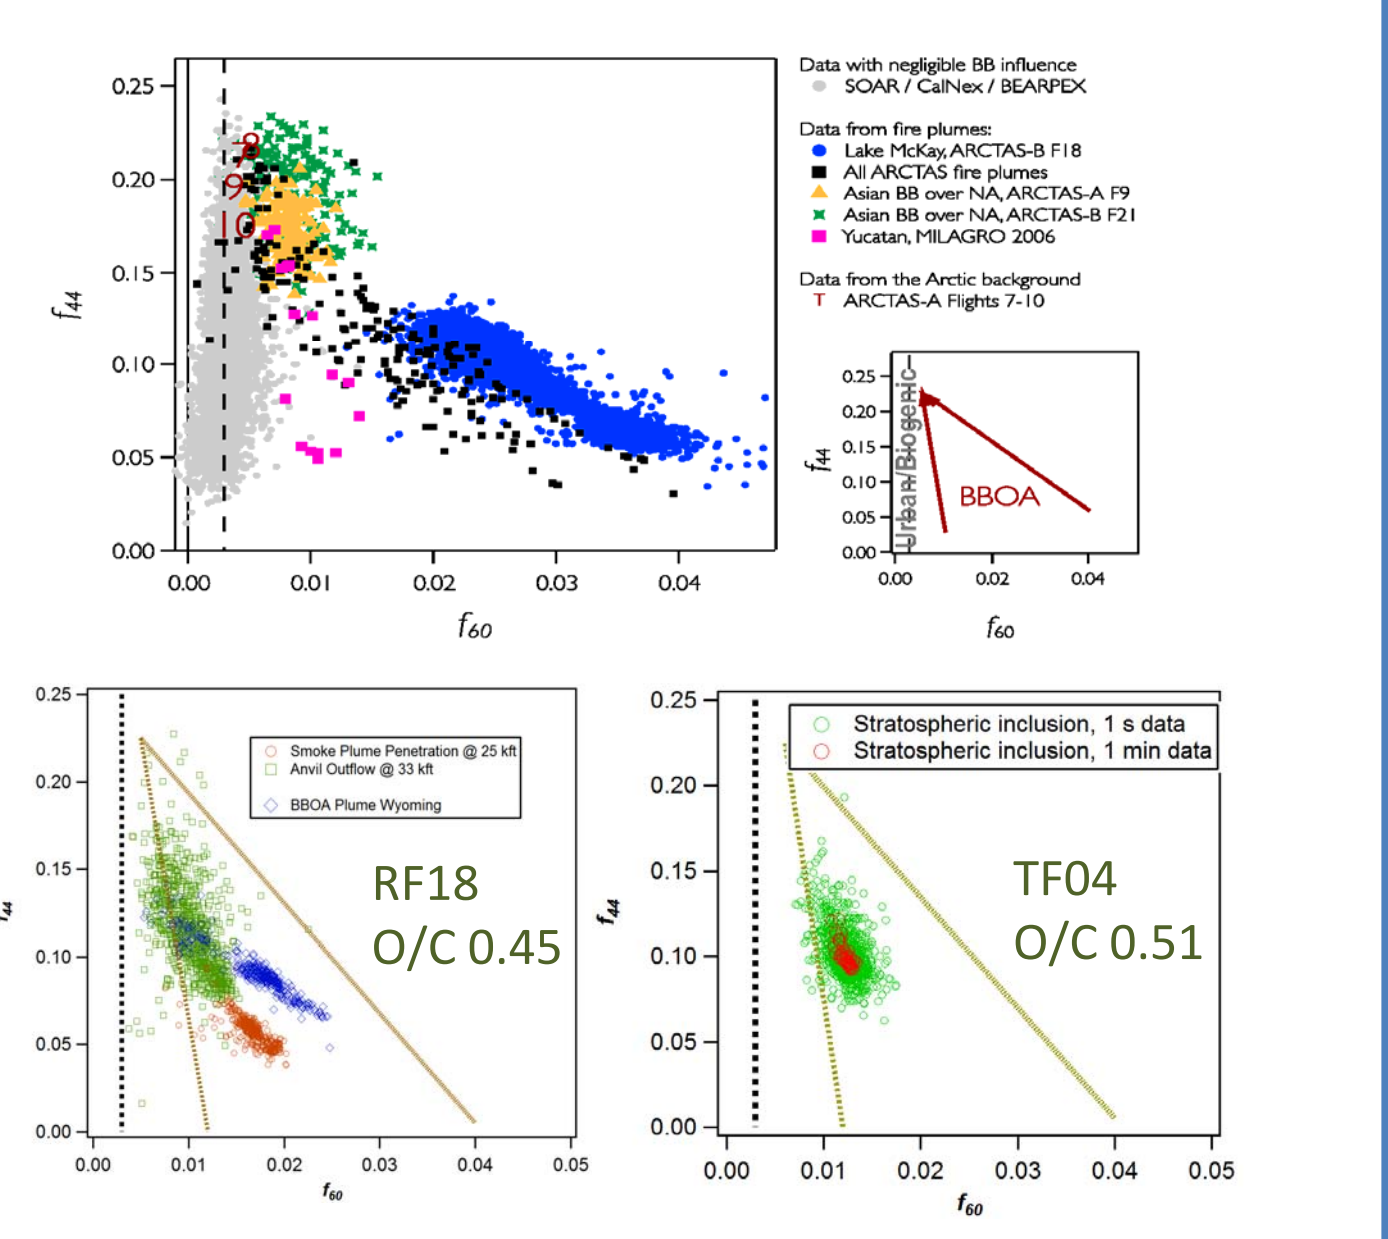 0.25
0.20
0.15
0.10
0.05
0.00
f44
0.00 0.01 0.02 0.03 0.04
f60
7 8
9
10
Data with negligible BB influence
SOAR / CalNex / BEARPEX
Data from fire plumes:
Lake McKay, ARCTAS-B F18
All ARCTAS fire plumes
Asian BB over NA, ARCTAS-A F9
Asian BB over NA, ARCTAS-B F21
Yucatan, MILAGRO 2006
Data from the Arctic background
T ARCTAS-A Flights 7-10
0.25
0.20
0.15
0.10
0.05
0.00
f44
Urban/Biogenic
BBOA
0.00 0.02 0.04
f60
0.25
0.20
0.15
0.10
0.05
0.00
f44
Smoke Plume Penetration @ 25 kft
Anvil Outflow @ 33 kft
BBOA Plume Wyoming
RF18
O/C 0.45
0.00 0.01 0.02 0.03 0.04 0.05
f60
0.25
0.20
0.15
0.10
0.05
0.00
f44
Stratospheric inclusion, 1 s data
Stratospheric inclusion, 1 min data
TF04
O/C 0.51
0.00 0.01 0.02 0.03 0.04 0.05
f60